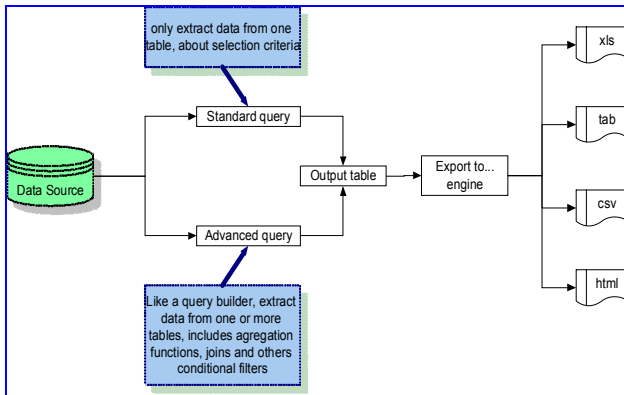 only extract data from one
table, about selection criteria
xls
Standard query
tab
Data Source
Output table
Export to...
engine
csv
Advanced query
html
Like a query builder, extract
data from one or more
tables, includes agregation
functions, joins and others
conditional filters